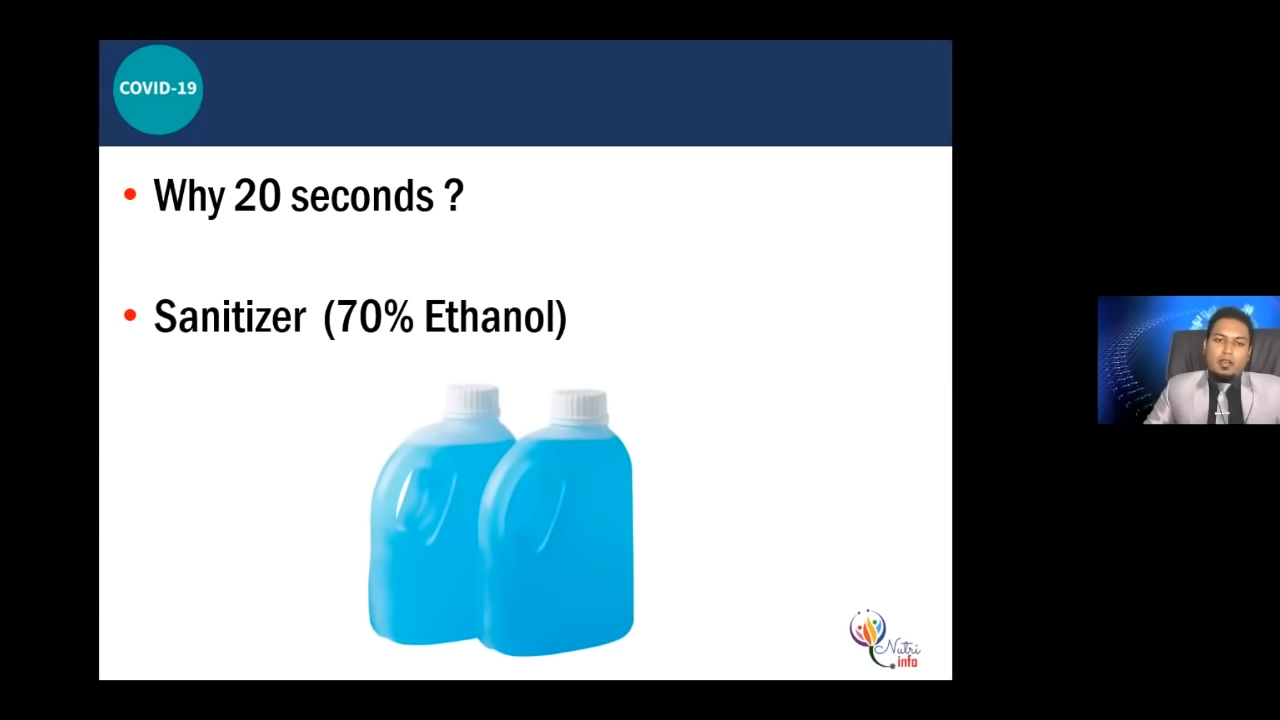 COVID-19
Why 20 seconds ?
Sanitizer (70% Ethanol)
Nutri
info